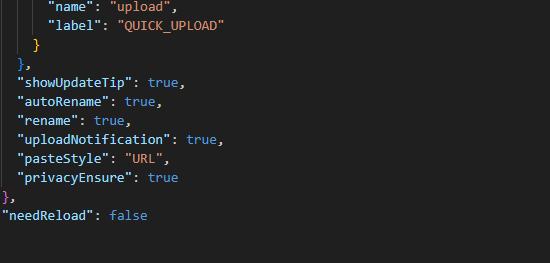 "name": "upload",
"label": "QUICK_UPLOAD"
}
},
"showUpdateTip": true,
"autoRename": true,
"rename": true,
"uploadNotification": true,
"pasteStyle": "URL",
"privacyEnsure": true
},
"needReload": false